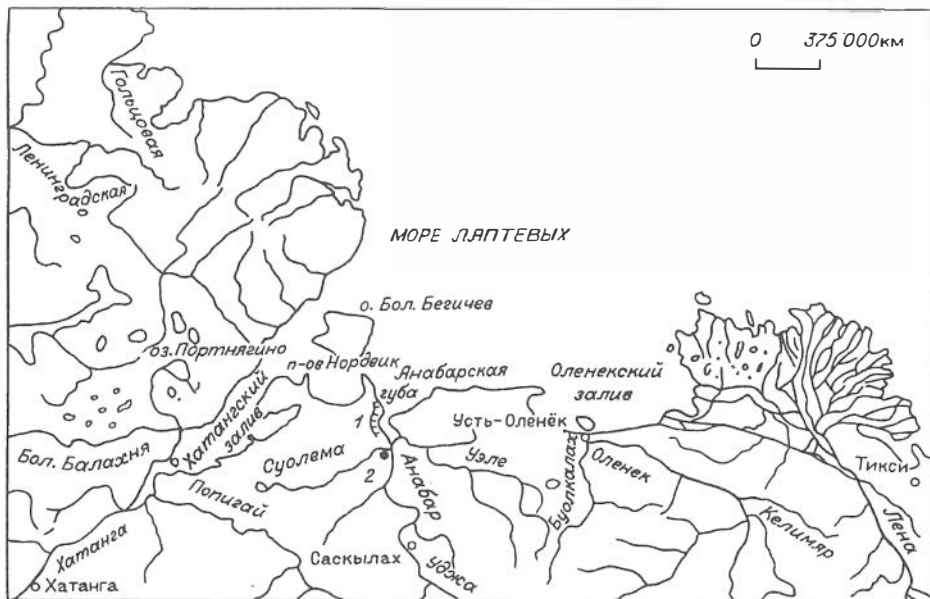 0 375 000км
Гольцовая
Ленинградская
МОРЕ ЛАПТЕВЫХ
о. Бол. Бегичев
оз. Портнягино
п-ов Нордвик
Анабарская
губа
Оленекский
залив
Хатангский
залив
1
Усть-Оленёк
Бол. Балахня
Суолема
2
Анабар
Уэле
Буолкалах
Оленек
Тикси
Попигай
Келимяр
Лена
Хатанга
Саскылах
Уджа
Хатанга